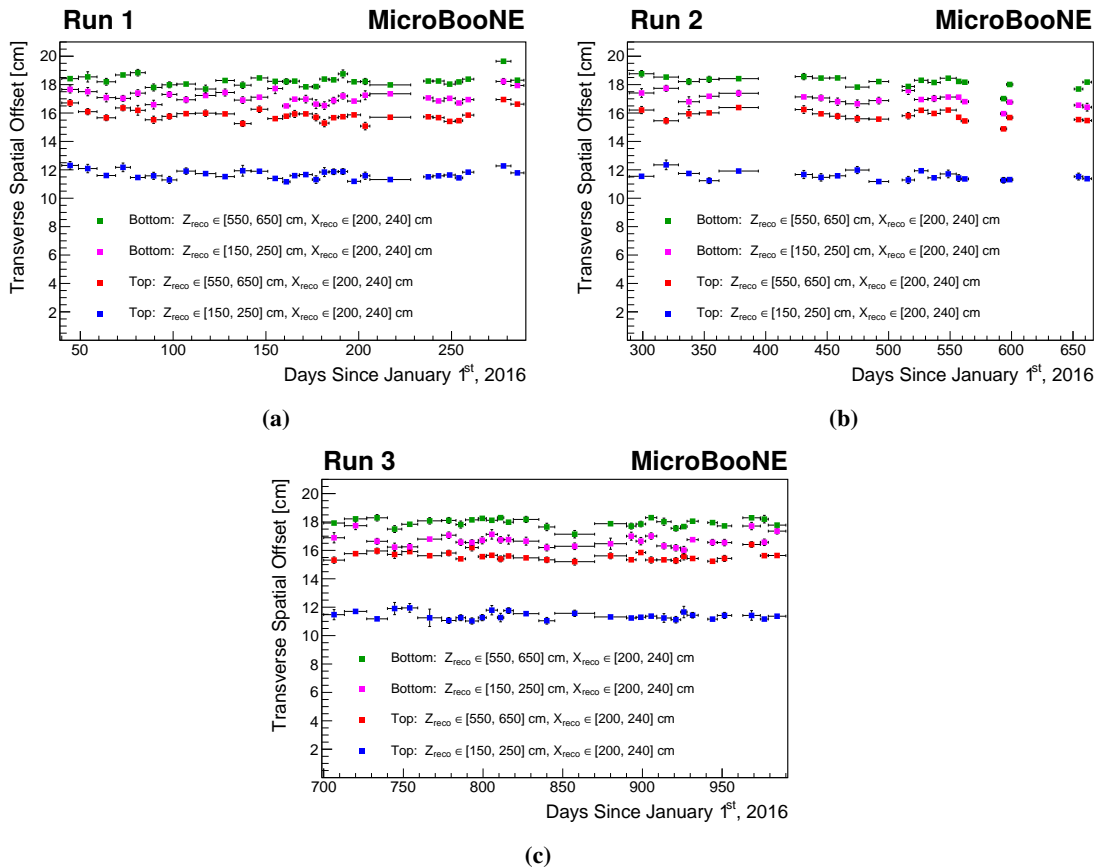 Run 1 MicroBooNE
Transverse Spatial Offset [cm]
20
18
16
14
12
10
8
6
4
2
Bottom: Z_reco ∈ [550, 650] cm, X_reco ∈ [200, 240] cm
Bottom: Z_reco ∈ [150, 250] cm, X_reco ∈ [200, 240] cm
Top: Z_reco ∈ [550, 650] cm, X_reco ∈ [200, 240] cm
Top: Z_reco ∈ [150, 250] cm, X_reco ∈ [200, 240] cm
50 100 150 200 250
Days Since January 1st, 2016
(a)
Run 2 MicroBooNE
Transverse Spatial Offset [cm]
20
18
16
14
12
10
8
6
4
2
Bottom: Z_reco ∈ [550, 650] cm, X_reco ∈ [200, 240] cm
Bottom: Z_reco ∈ [150, 250] cm, X_reco ∈ [200, 240] cm
Top: Z_reco ∈ [550, 650] cm, X_reco ∈ [200, 240] cm
Top: Z_reco ∈ [150, 250] cm, X_reco ∈ [200, 240] cm
300 350 400 450 500 550 600 650
Days Since January 1st, 2016
(b)
Run 3 MicroBooNE
Transverse Spatial Offset [cm]
20
18
16
14
12
10
8
6
4
2
Bottom: Z_reco ∈ [550, 650] cm, X_reco ∈ [200, 240] cm
Bottom: Z_reco ∈ [150, 250] cm, X_reco ∈ [200, 240] cm
Top: Z_reco ∈ [550, 650] cm, X_reco ∈ [200, 240] cm
Top: Z_reco ∈ [150, 250] cm, X_reco ∈ [200, 240] cm
700 750 800 850 900 950
Days Since January 1st, 2016
(c)